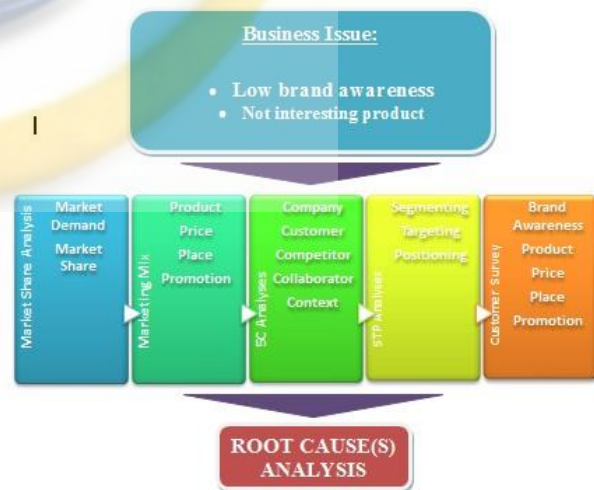 Business Issue:
• Low brand awareness
• Not interesting product
Market Share Analysis
Market
Demand
Market
Share
Marketing Mix
Product
Price
Place
Promotion
5C Analyses
Company
Customer
Competitor
Collaborator
Context
STP Analyses
Segmenting
Targeting
Positioning
Customer Survey
Brand
Awareness
Product
Price
Place
Promotion
ROOT CAUSE(S)
ANALYSIS